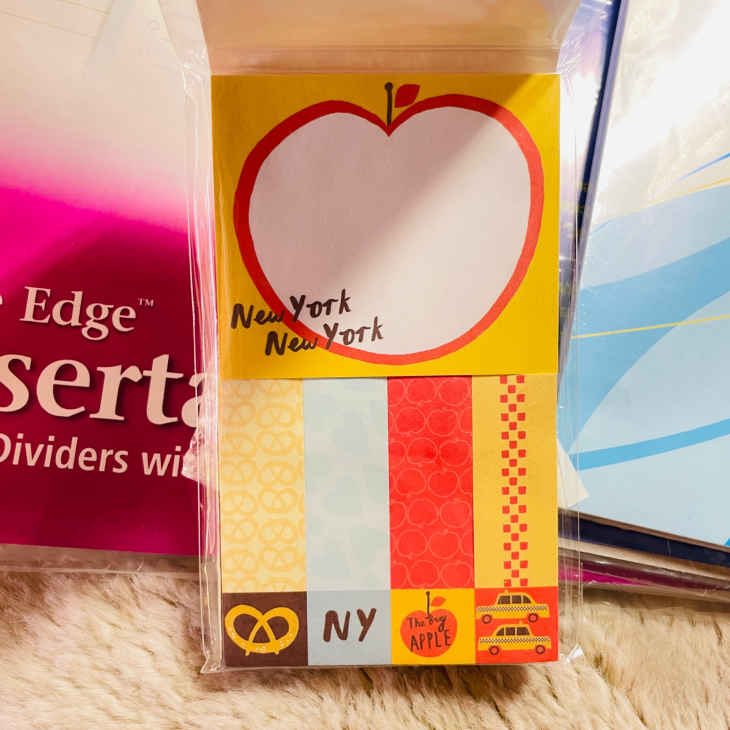 Edge™
serta
Dividers wi
New York
New York
NY
The Big
APPLE